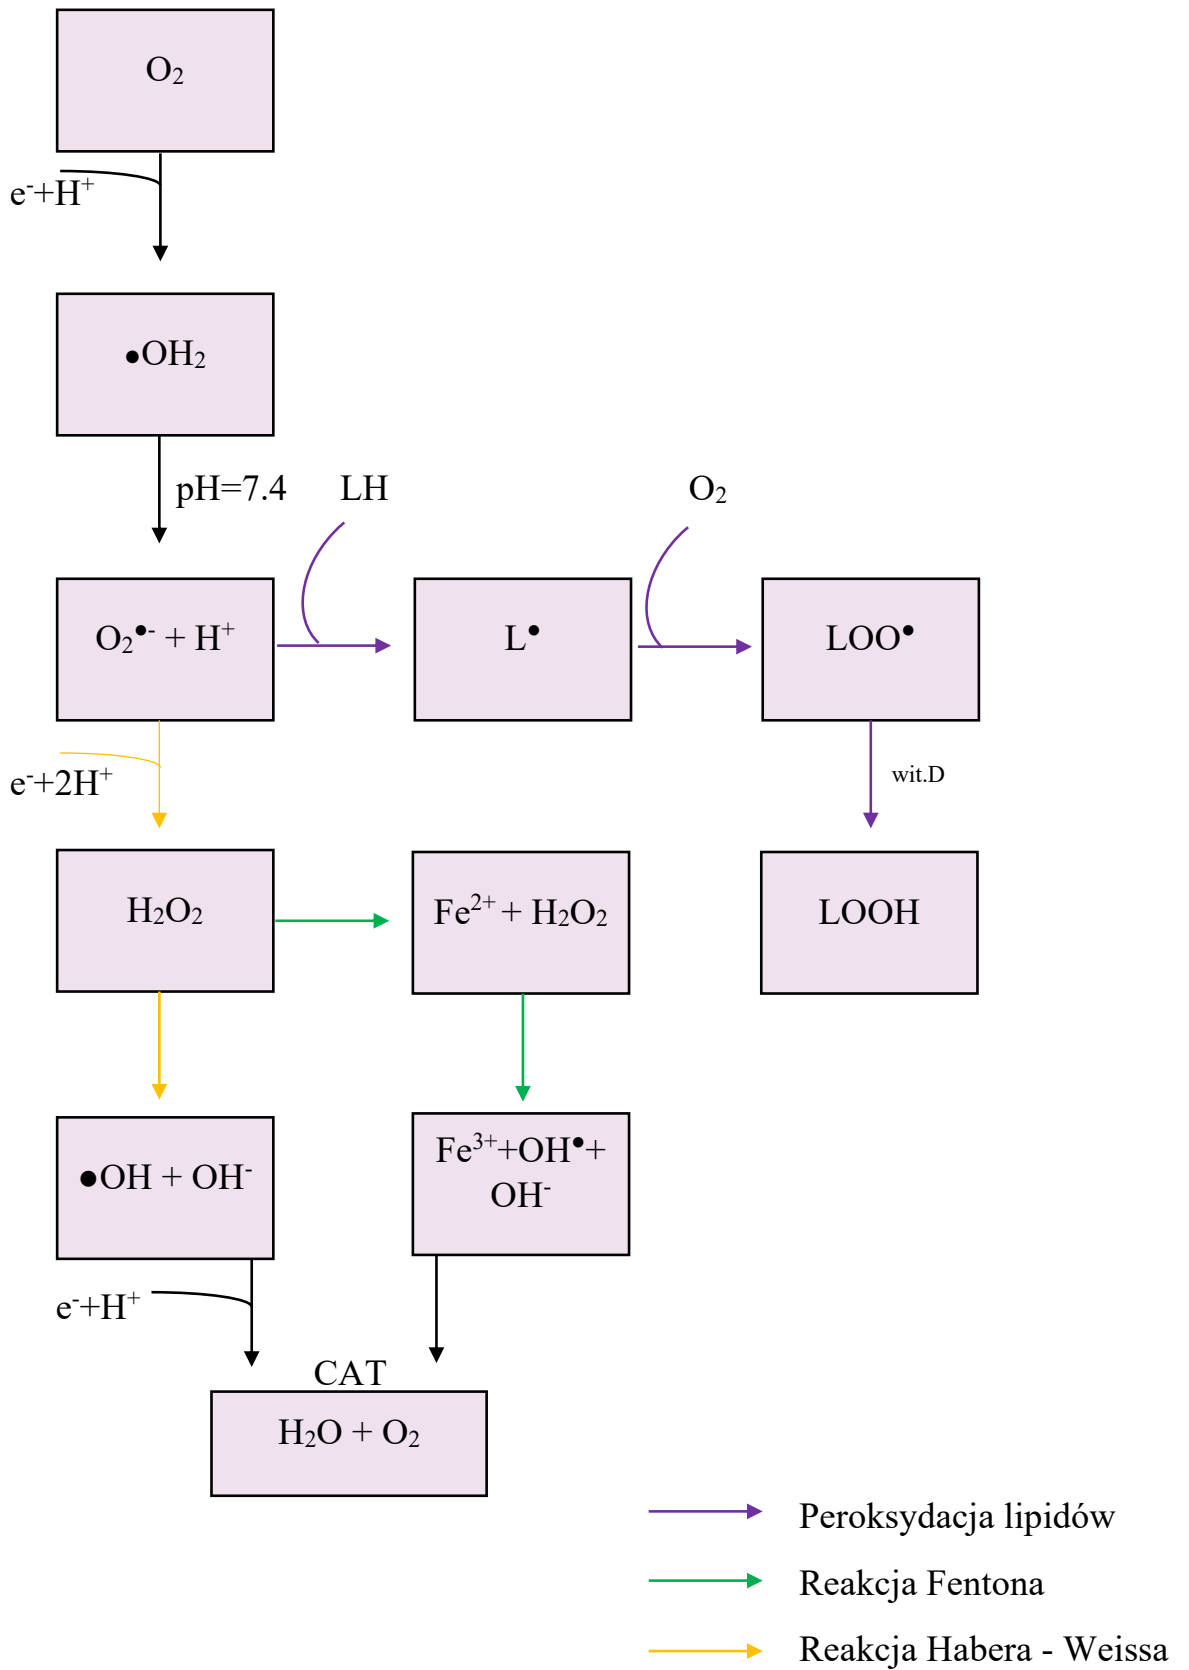 O₂
e⁻+H⁺
●OH₂
pH=7.4
LH
O₂
O₂●⁻ + H⁺
L●
LOO●
e⁻+2H⁺
wit.D
H₂O₂
Fe²⁺ + H₂O₂
LOOH
●OH + OH⁻
Fe³⁺+OH●+
OH⁻
e⁻+H⁺
CAT
H₂O + O₂
Peroksydacja lipidów
Reakcja Fentona
Reakcja Habera - Weissa